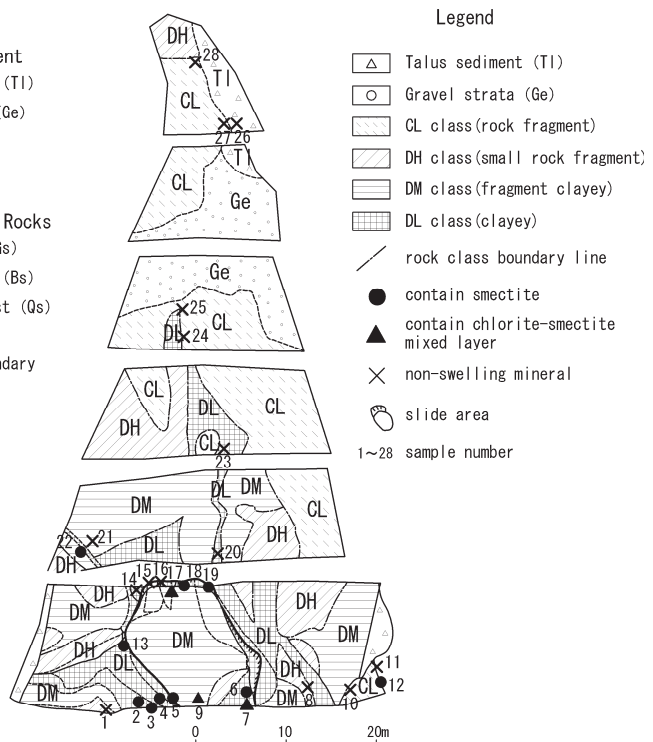 ent
(Tl)
(Ge)
Rocks
s)
(Bs)
st (Qs)
ndary
Legend
Talus sediment (Tl)
Gravel strata (Ge)
CL class(rock fragment)
DH class(small rock fragment)
DM class(fragment clayey)
DL class(clayey)
rock class boundary line
contain smectite
contain chlorite-smectite
mixed layer
non-swelling mineral
slide area
1~28 sample number
DH
28
Tl
CL
27 26
Tl
CL
Ge
Ge
25
CL
DL 24
CL
DL
CL
DH
CL
23
DL DM
DM
CL
DH
21
22
DL
20
DH
15 16 17 18 19
14
DH
DH
DM
DM
13
DM
DL
DH
DL
11
DH
DM
CL 12
6
DM 8
10
1
2
3
4
5
9
7
0
10
20m